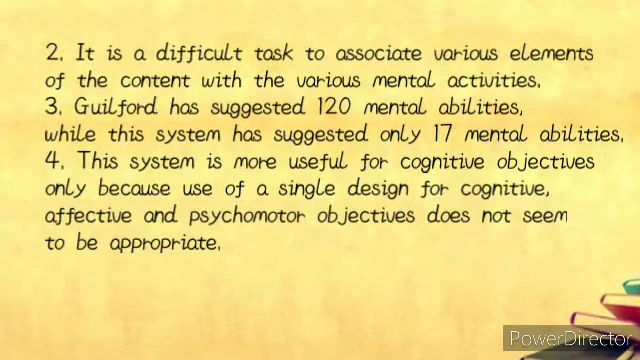 2. It is a difficult task to associate various elements
of the content with the various mental activities.
3. Guilford has suggested 120 mental abilities,
while this system has suggested only 17 mental abilities.
4. This system is more useful for cognitive objectives
only because use of a single design for cognitive,
affective and psychomotor objectives does not seem
to be appropriate.
PowerDirector